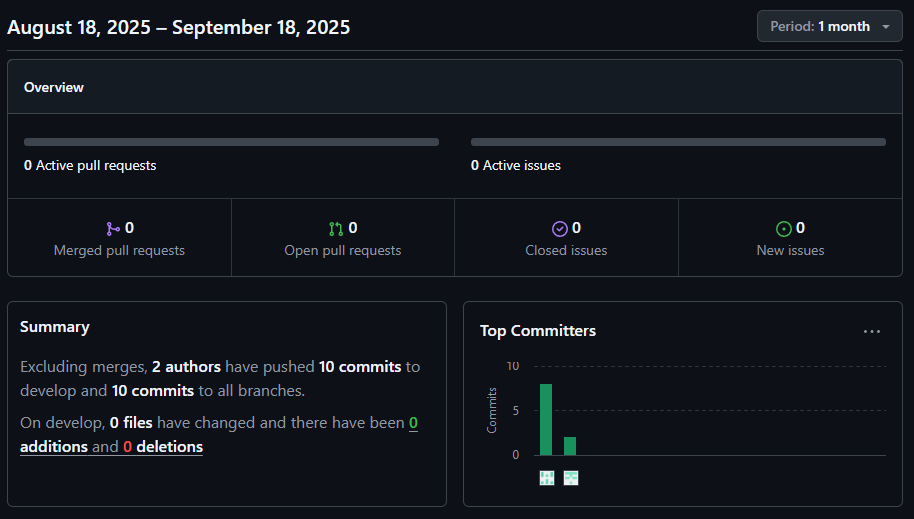 August 18, 2025 – September 18, 2025
Period: 1 month
Overview
0 Active pull requests
0 Active issues
0
Merged pull requests
0
Open pull requests
0
Closed issues
0
New issues
Summary
Excluding merges, 2 authors have pushed 10 commits to
develop and 10 commits to all branches.
On develop, 0 files have changed and there have been 0
additions and 0 deletions
Top Committers
Commits
10
5
0